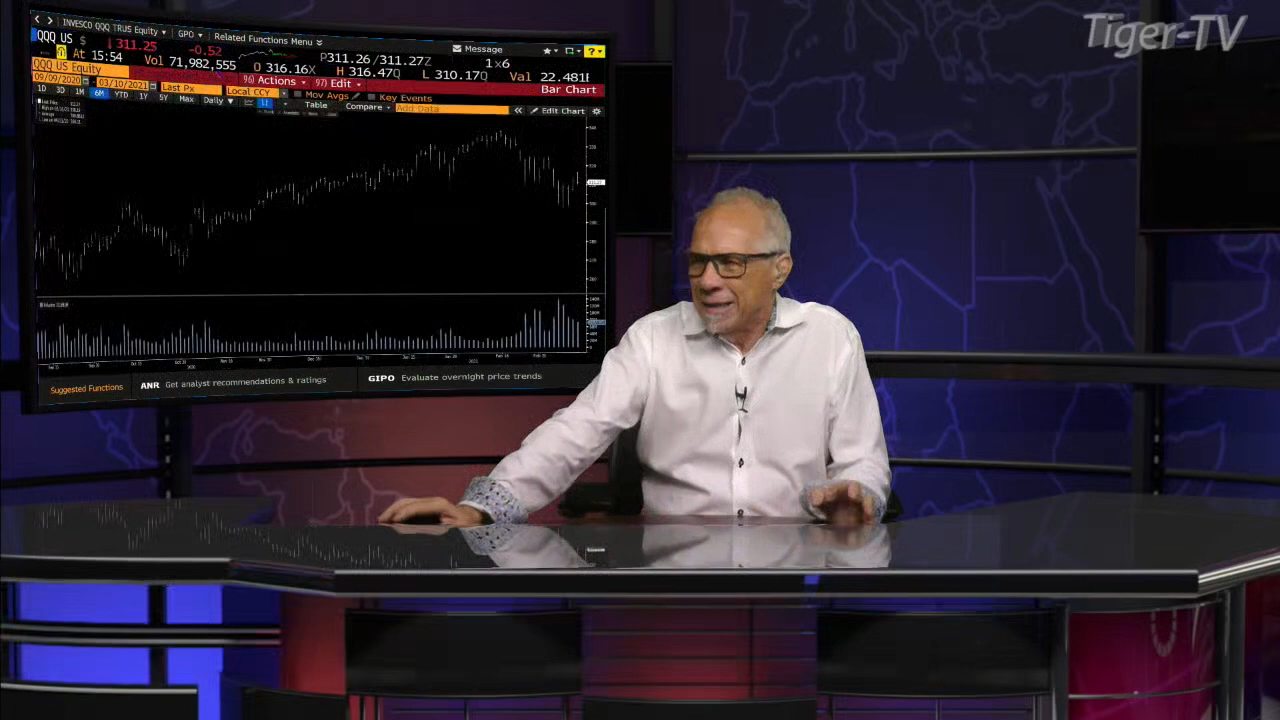 Tiger-TV
INVESCO QQQ TRUS Equity GPO Related Functions Menu
Message
QQQ US $ 311.25 -0.52 P311.26 /311.27Z 1×6
At 15:54 Vol 71,982,555 O 316.16X H 316.47Q L 310.17Q Val 22.481
QQQ US Equity 96) Actions 97) Edit Bar Chart
09/09/2020 - 03/10/2021 Last Px Local CCY Mov Avgs Key Events
1D 3D 1M 6M YTD 1Y 5Y Max Daily Table Compare Add Data « Edit Chart
Suggested Functions ANR Get analyst recommendations & ratings GIPO Evaluate overnight price trends